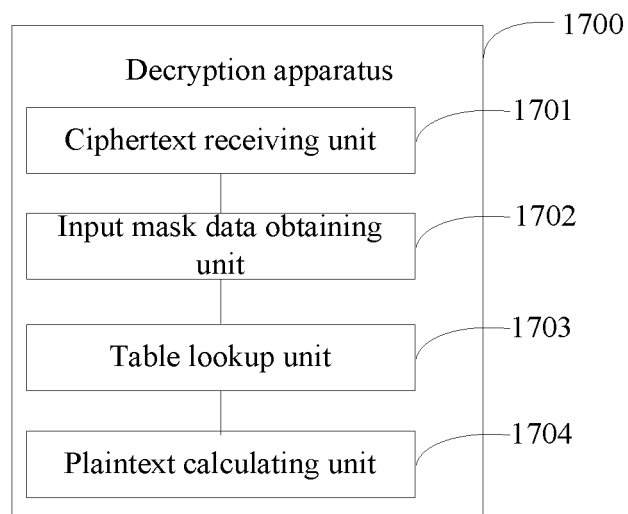 1700
Decryption apparatus
1701
Ciphertext receiving unit
1702
Input mask data obtaining
unit
1703
Table lookup unit
1704
Plaintext calculating unit